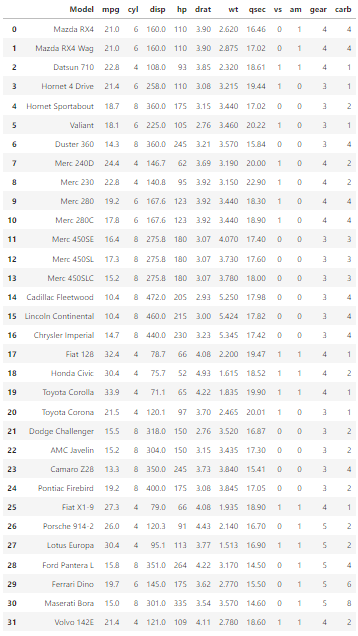 Model mpg cyl disp hp drat wt qsec vs am gear carb
0 Mazda RX4 21.0 6 160.0 110 3.90 2.620 16.46 0 1 4 4
1 Mazda RX4 Wag 21.0 6 160.0 110 3.90 2.875 17.02 0 1 4 4
2 Datsun 710 22.8 4 108.0 93 3.85 2.320 18.61 1 1 4 1
3 Hornet 4 Drive 21.4 6 258.0 110 3.08 3.215 19.44 1 0 3 1
4 Hornet Sportabout 18.7 8 360.0 175 3.15 3.440 17.02 0 0 3 2
5 Valiant 18.1 6 225.0 105 2.76 3.460 20.22 1 0 3 1
6 Duster 360 14.3 8 360.0 245 3.21 3.570 15.84 0 0 3 4
7 Merc 240D 24.4 4 146.7 62 3.69 3.190 20.00 1 0 4 2
8 Merc 230 22.8 4 140.8 95 3.92 3.150 22.90 1 0 4 2
9 Merc 280 19.2 6 167.6 123 3.92 3.440 18.30 1 0 4 4
10 Merc 280C 17.8 6 167.6 123 3.92 3.440 18.90 1 0 4 4
11 Merc 450SE 16.4 8 275.8 180 3.07 4.070 17.40 0 0 3 3
12 Merc 450SL 17.3 8 275.8 180 3.07 3.730 17.60 0 0 3 3
13 Merc 450SLC 15.2 8 275.8 180 3.07 3.780 18.00 0 0 3 3
14 Cadillac Fleetwood 10.4 8 472.0 205 2.93 5.250 17.98 0 0 3 4
15 Lincoln Continental 10.4 8 460.0 215 3.00 5.424 17.82 0 0 3 4
16 Chrysler Imperial 14.7 8 440.0 230 3.23 5.345 17.42 0 0 3 4
17 Fiat 128 32.4 4 78.7 66 4.08 2.200 19.47 1 1 4 1
18 Honda Civic 30.4 4 75.7 52 4.93 1.615 18.52 1 1 4 2
19 Toyota Corolla 33.9 4 71.1 65 4.22 1.835 19.90 1 1 4 1
20 Toyota Corona 21.5 4 120.1 97 3.70 2.465 20.01 1 0 3 1
21 Dodge Challenger 15.5 8 318.0 150 2.76 3.520 16.87 0 0 3 2
22 AMC Javelin 15.2 8 304.0 150 3.15 3.435 17.30 0 0 3 2
23 Camaro Z28 13.3 8 350.0 245 3.73 3.840 15.41 0 0 3 4
24 Pontiac Firebird 19.2 8 400.0 175 3.08 3.845 17.05 0 0 3 2
25 Fiat X1-9 27.3 4 79.0 66 4.08 1.935 18.90 1 1 4 1
26 Porsche 914-2 26.0 4 120.3 91 4.43 2.140 16.70 0 1 5 2
27 Lotus Europa 30.4 4 95.1 113 3.77 1.513 16.90 1 1 5 2
28 Ford Pantera L 15.8 8 351.0 264 4.22 3.170 14.50 0 1 5 4
29 Ferrari Dino 19.7 6 145.0 175 3.62 2.770 15.50 0 1 5 6
30 Maserati Bora 15.0 8 301.0 335 3.54 3.570 14.60 0 1 5 8
31 Volvo 142E 21.4 4 121.0 109 4.11 2.780 18.60 1 1 4 2